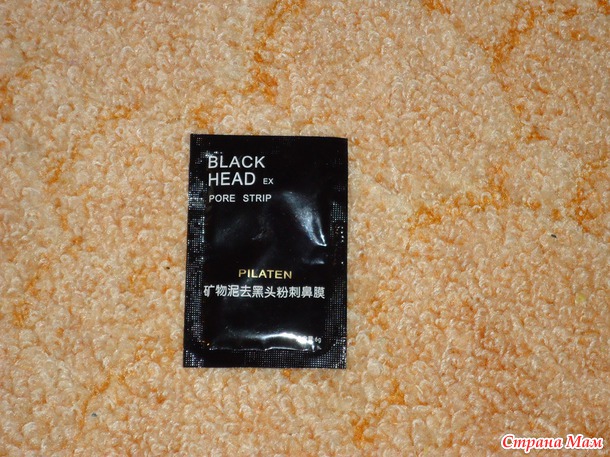 BLACK
HEAD EX
PORE STRIP
PILATEN
矿物泥去黑头粉刺鼻膜
Страна Мам